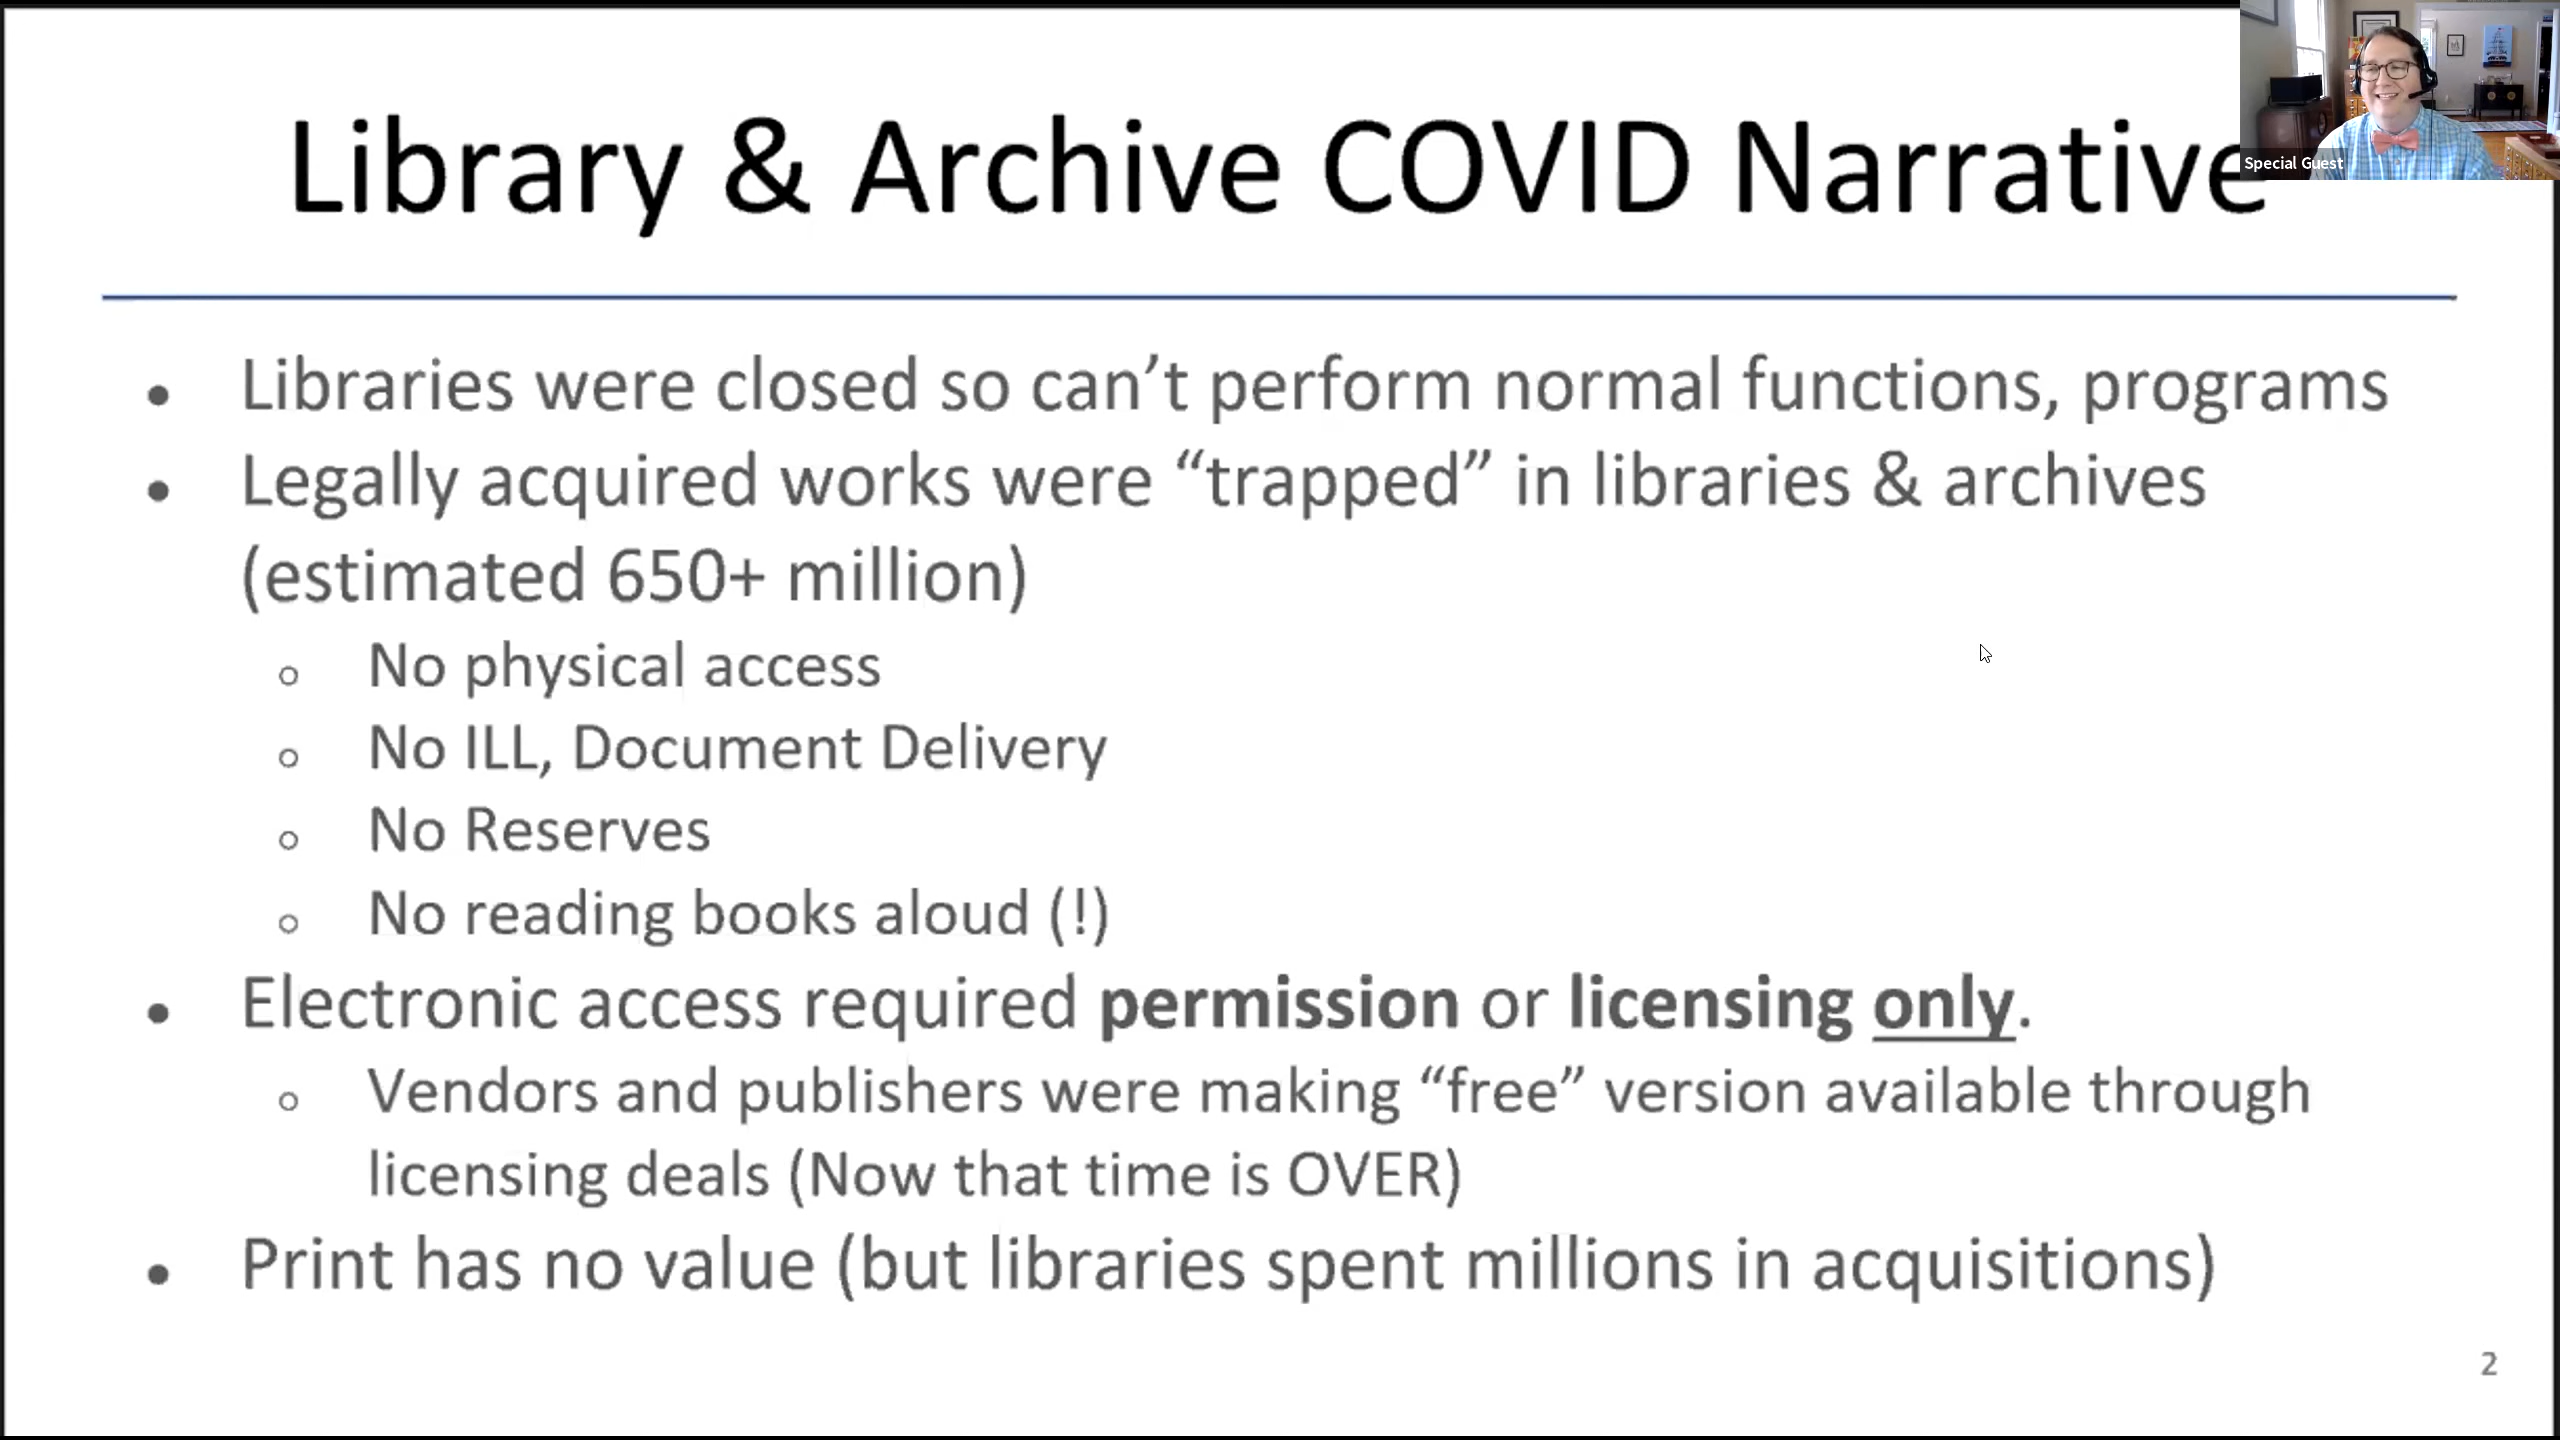 Library & Archive COVID Narrative
Special Guest
• Libraries were closed so can’t perform normal functions, programs
• Legally acquired works were “trapped” in libraries & archives
(estimated 650+ million)
○ No physical access
○ No ILL, Document Delivery
○ No Reserves
○ No reading books aloud (!)
• Electronic access required permission or licensing only.
○ Vendors and publishers were making “free” version available through
licensing deals (Now that time is OVER)
• Print has no value (but libraries spent millions in acquisitions)
2